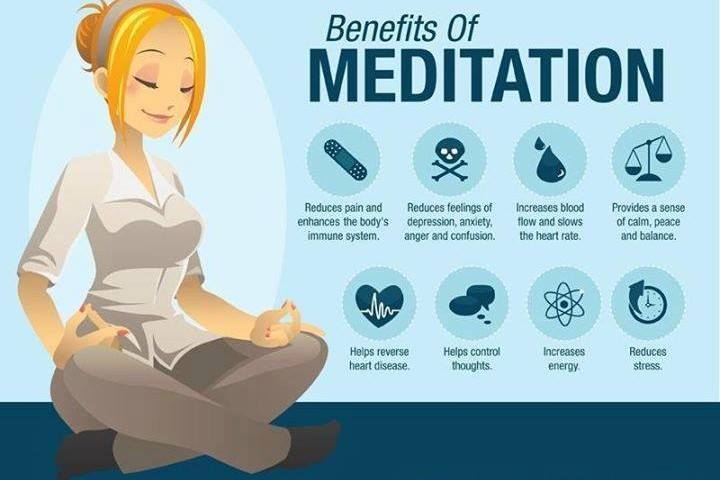 Benefits Of
MEDITATION
Reduces pain and
enhances the body's
immune system.
Reduces feelings of
depression, anxiety,
anger and confusion.
Increases blood
flow and slows
the heart rate.
Provides a sense
of calm, peace
and balance.
Helps reverse
heart disease.
Helps control
thoughts.
Increases
energy.
Reduces
stress.